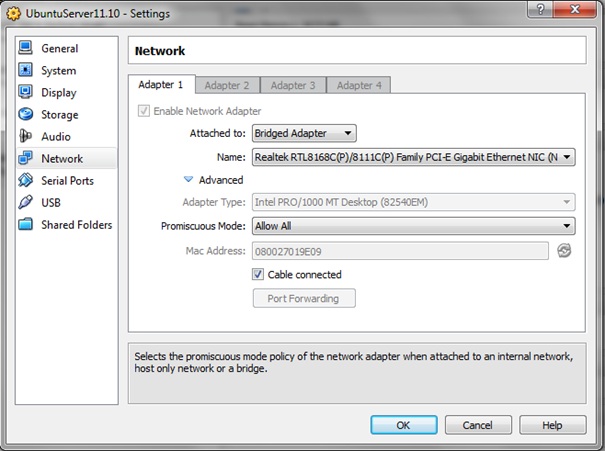 UbuntuServer11.10 - Settings
General
System
Display
Storage
Audio
Network
Serial Ports
USB
Shared Folders
Network
Adapter 1 Adapter 2 Adapter 3 Adapter 4
Enable Network Adapter
Attached to: Bridged Adapter
Name: Realtek RTL8168C(P)/8111C(P) Family PCI-E Gigabit Ethernet NIC (N
Advanced
Adapter Type: Intel PRO/1000 MT Desktop (82540EM)
Promiscuous Mode: Allow All
Mac Address: 080027019E09
Cable connected
Port Forwarding
Selects the promiscuous mode policy of the network adapter when attached to an internal network,
host only network or a bridge.
OK Cancel Help